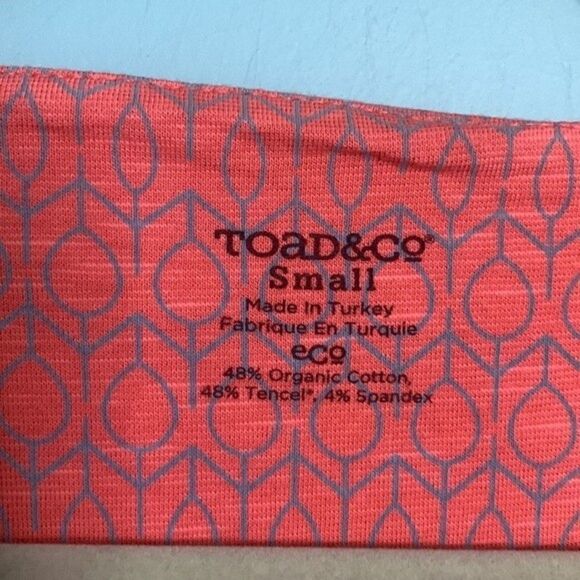 TOAD&CO®
Small
Made In Turkey
Fabrique En Turquie
eco
48% Organic Cotton,
48% Tencel®, 4% Spandex